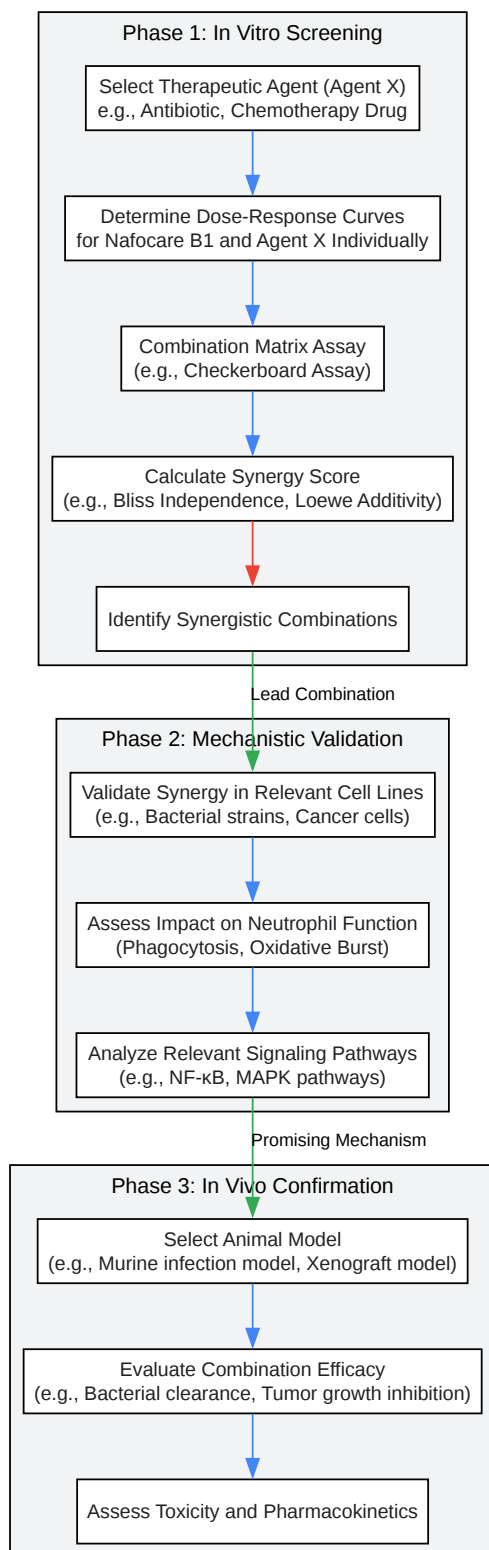 Phase 1: In Vitro Screening
Select Therapeutic Agent (Agent X)
e.g., Antibiotic, Chemotherapy Drug
Determine Dose-Response Curves
for Nafocare B1 and Agent X Individually
Combination Matrix Assay
(e.g., Checkerboard Assay)
Calculate Synergy Score
(e.g., Bliss Independence, Loewe Additivity)
Identify Synergistic Combinations
Lead Combination
Phase 2: Mechanistic Validation
Validate Synergy in Relevant Cell Lines
(e.g., Bacterial strains, Cancer cells)
Assess Impact on Neutrophil Function
(Phagocytosis, Oxidative Burst)
Analyze Relevant Signaling Pathways
(e.g., NF-κB, MAPK pathways)
Promising Mechanism
Phase 3: In Vivo Confirmation
Select Animal Model
(e.g., Murine infection model, Xenograft model)
Evaluate Combination Efficacy
(e.g., Bacterial clearance, Tumor growth inhibition)
Assess Toxicity and Pharmacokinetics